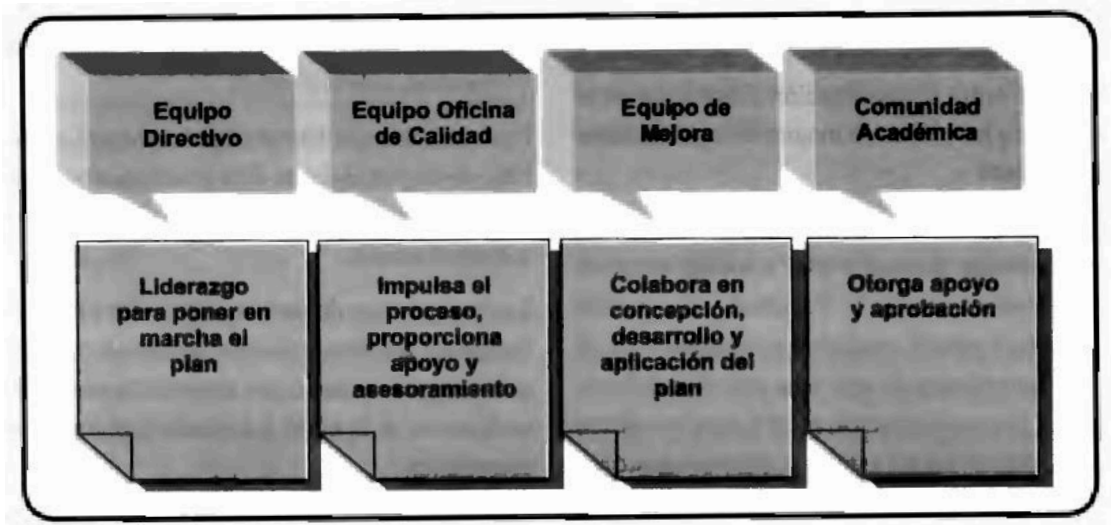 Equipo
Directivo
Equipo Oficina
de Calidad
Equipo de
Mejora
Comunidad
Académica
Liderazgo
para poner en
marcha el
plan
Impulsa el
proceso,
proporciona
apoyo y
asesoramiento
Colabora en
concepción,
desarrollo y
aplicación del
plan
Otorga apoyo
y aprobación